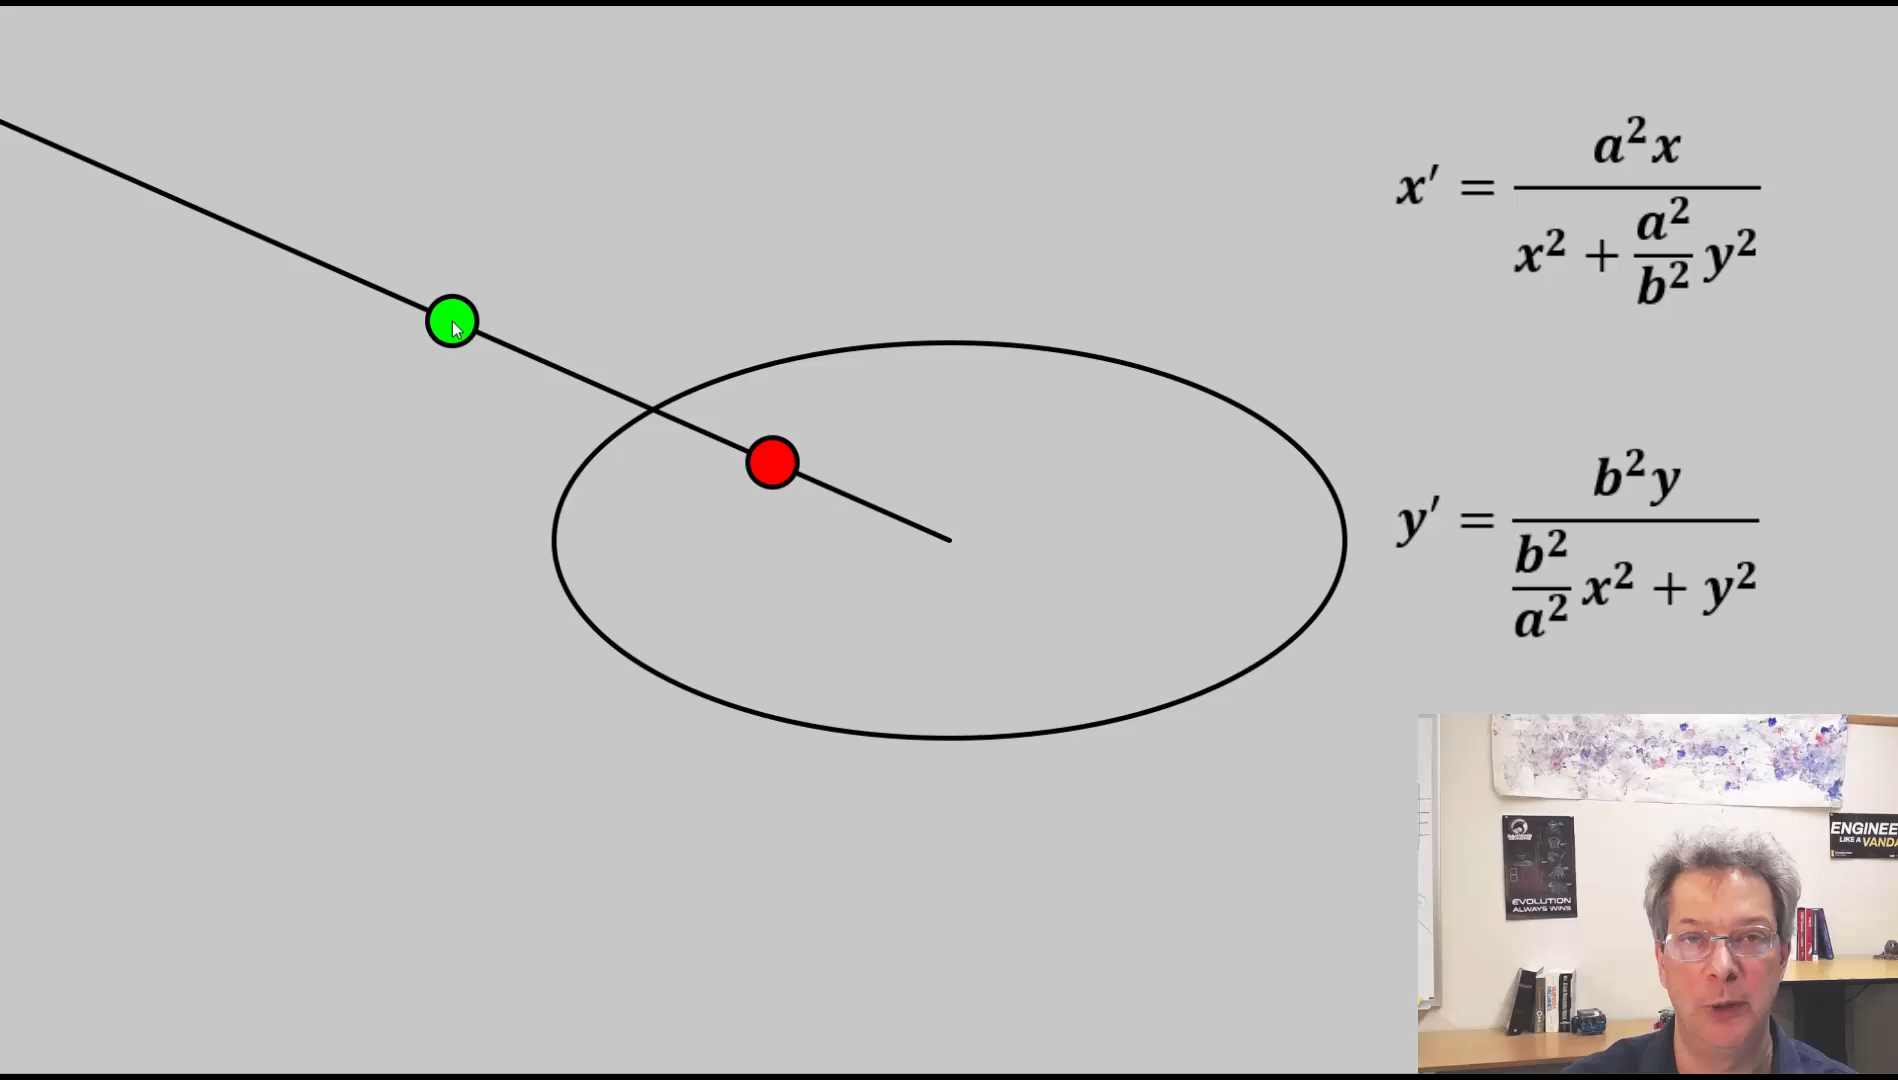 x′ = a²x / (x² + a²/b² y²)
y′ = b²y / (b²/a² x² + y²)
ENGINEE
LIKE A VANDA
EVOLUTION
ALWAYS WINS